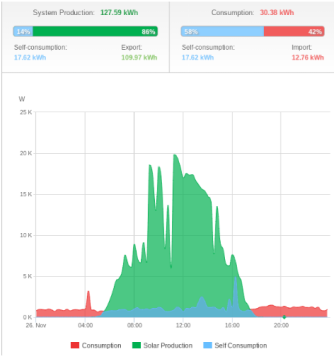 System Production: 127.59 kWh
Consumption: 30.38 kWh
14% 86%
58% 42%
Self-consumption: Export:
17.62 kWh 109.97 kWh
Self-consumption: Import:
17.62 kWh 12.76 kWh
W
25 K
20 K
15 K
10 K
5 K
0 K
26. Nov 04:00 08:00 12:00 16:00 20:00
Consumption Solar Production Self Consumption